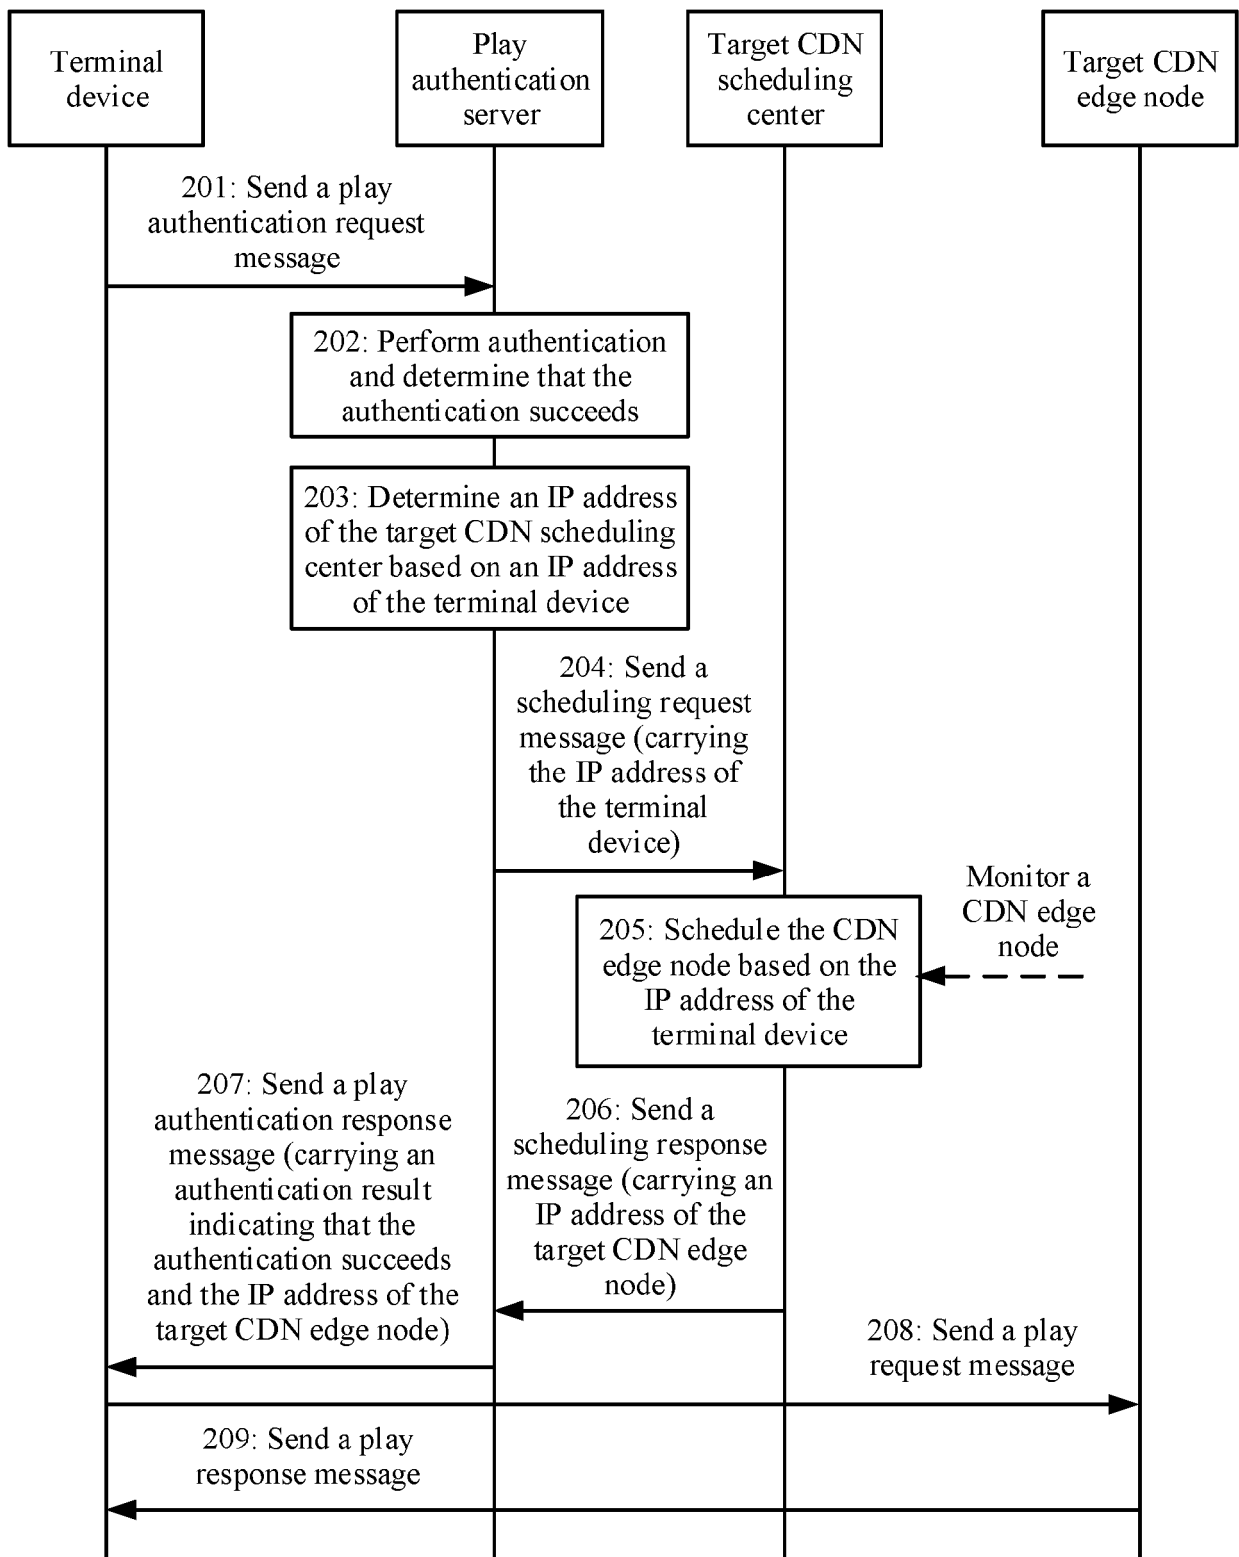 Terminal
device
Play
authentication
server
Target CDN
scheduling
center
Target CDN
edge node
201: Send a play
authentication request
message
202: Perform authentication
and determine that the
authentication succeeds
203: Determine an IP address
of the target CDN scheduling
center based on an IP address
of the terminal device
204: Send a
scheduling request
message (carrying
the IP address of
the terminal
device)
Monitor a
CDN edge
node
205: Schedule the CDN
edge node based on the
IP address of the
terminal device
207: Send a play
authentication response
message (carrying an
authentication result
indicating that the
authentication succeeds
and the IP address of the
target CDN edge node)
206: Send a
scheduling response
message (carrying an
IP address of the
target CDN edge
node)
208: Send a play
request message
209: Send a play
response message